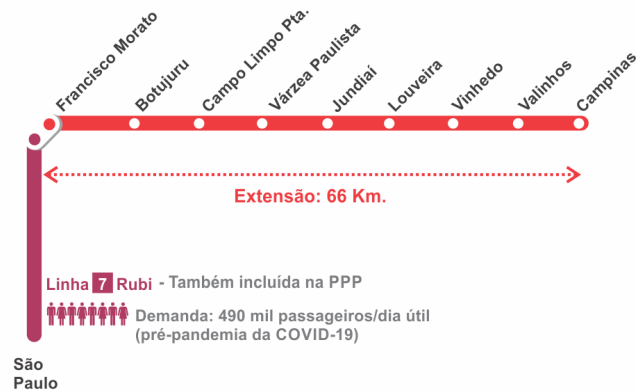 Francisco Morato
Botujuru
Campo Limpo Pta.
Várzea Paulista
Jundiaí
Louveira
Vinhedo
Valinhos
Campinas
Extensão: 66 Km.
Linha 7 Rubi - Também incluída na PPP
Demanda: 490 mil passageiros/dia útil
(pré-pandemia da COVID-19)
São
Paulo